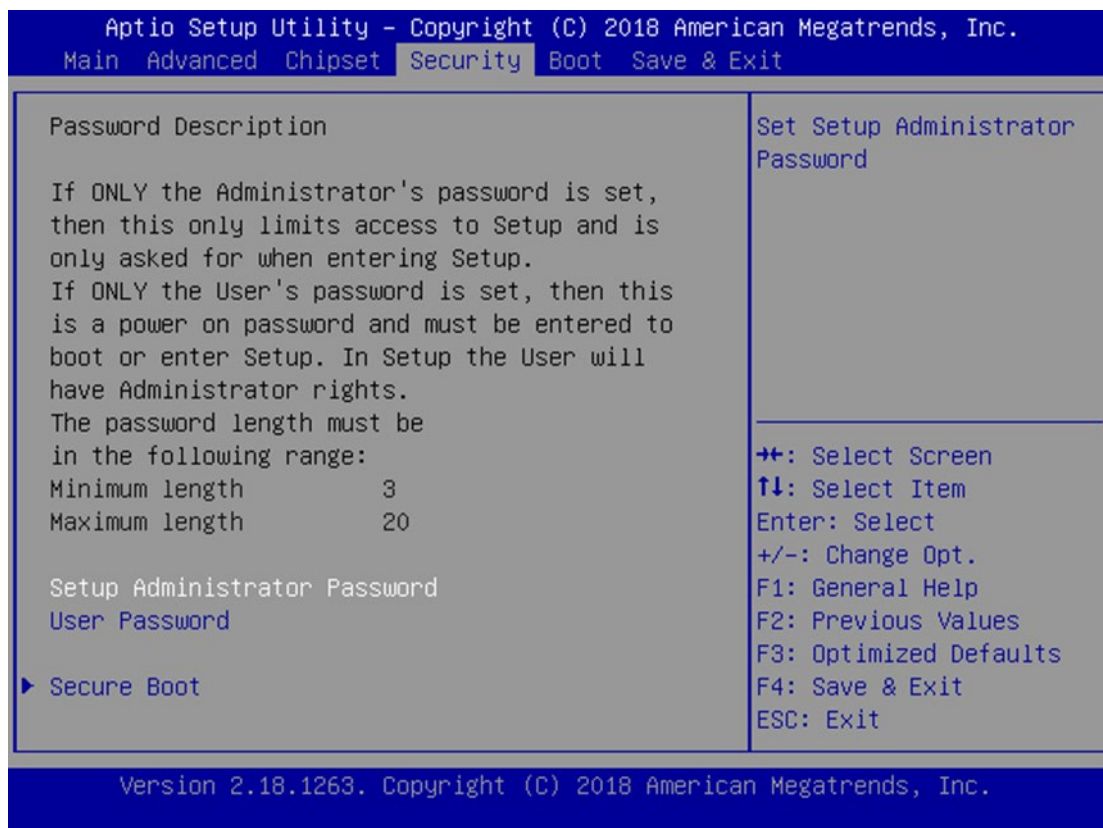 Aptio Setup Utility – Copyright (C) 2018 American Megatrends, Inc.
Main Advanced Chipset Security Boot Save & Exit
Password Description
If ONLY the Administrator's password is set,
then this only limits access to Setup and is
only asked for when entering Setup.
If ONLY the User's password is set, then this
is a power on password and must be entered to
boot or enter Setup. In Setup the User will
have Administrator rights.
The password length must be
in the following range:
Minimum length 3
Maximum length 20
Setup Administrator Password
User Password
Secure Boot
Set Setup Administrator
Password
→←: Select Screen
↑↓: Select Item
Enter: Select
+/-: Change Opt.
F1: General Help
F2: Previous Values
F3: Optimized Defaults
F4: Save & Exit
ESC: Exit
Version 2.18.1263. Copyright (C) 2018 American Megatrends, Inc.